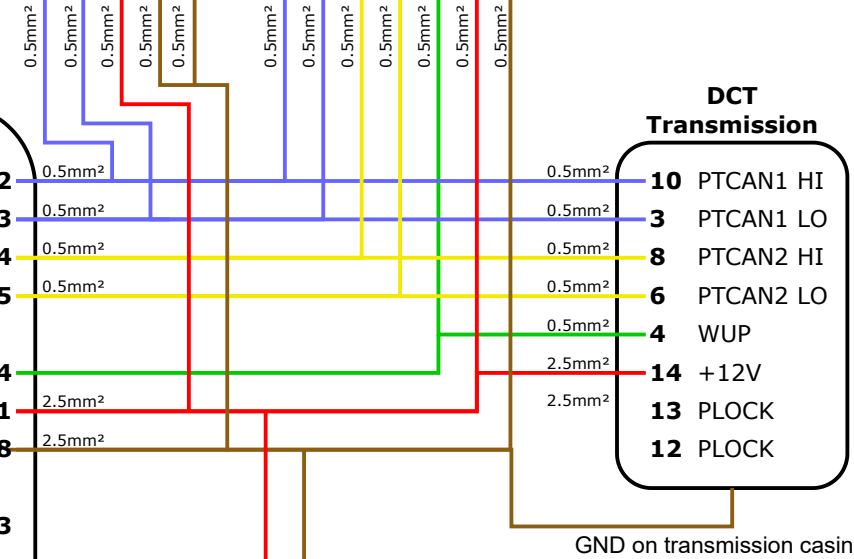 0.5mm² 0.5mm² 0.5mm² 0.5mm² 0.5mm² 0.5mm² 0.5mm² 0.5mm² 0.5mm² 0.5mm² 0.5mm² 0.5mm²
DCT
Transmission
2 0.5mm² 0.5mm² 10 PTCAN1 HI
3 0.5mm² 0.5mm² 3 PTCAN1 LO
4 0.5mm² 0.5mm² 8 PTCAN2 HI
5 0.5mm² 0.5mm² 6 PTCAN2 LO
0.5mm² 4 WUP
4 2.5mm² 14 +12V
1 2.5mm² 2.5mm² 13 PLOCK
8 2.5mm² 12 PLOCK
3
GND on transmission casin